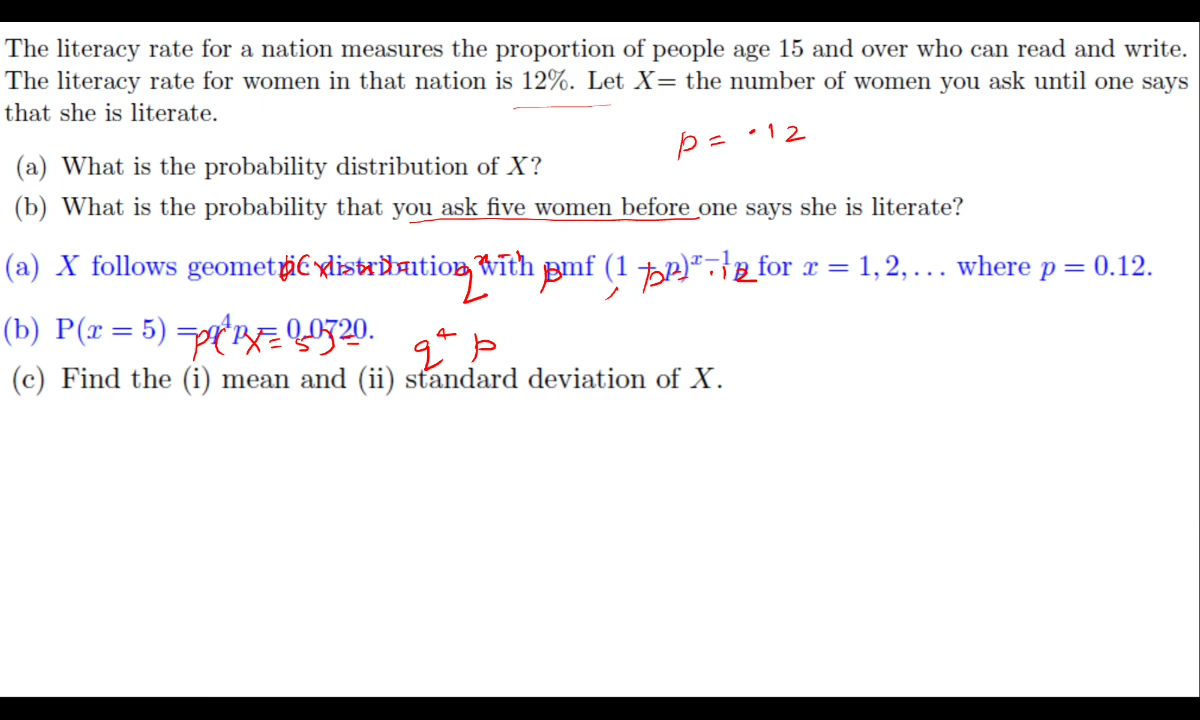 The literacy rate for a nation measures the proportion of people age 15 and over who can read and write.
The literacy rate for women in that nation is 12%. Let X= the number of women you ask until one says
that she is literate.
p = .12
(a) What is the probability distribution of X?
(b) What is the probability that you ask five women before one says she is literate?
(a) X follows geometric distribution with pmf (1 − p)^{x−1}p for x = 1, 2, . . . where p = 0.12.
p(X=x)= q^{x-1} p , p= .12
(b) P(x = 5) = q^4p = 0.0720.
p(X=5)= q^4 p
(c) Find the (i) mean and (ii) standard deviation of X.